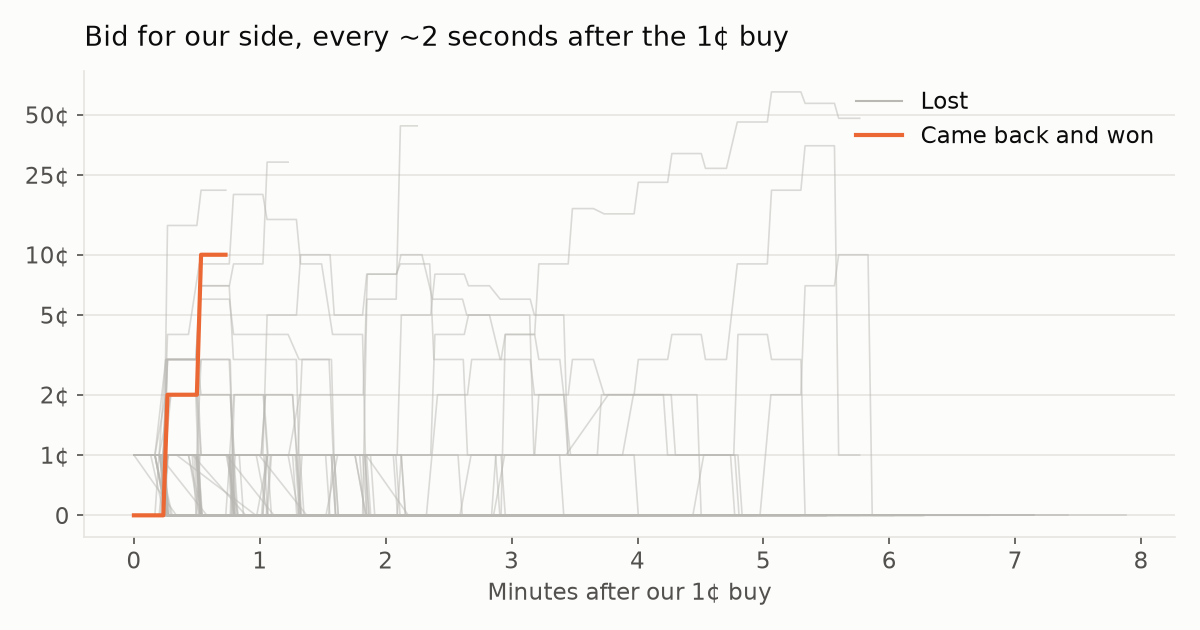 Bid for our side, every ~2 seconds after the 1¢ buy
Lost
Came back and won
50¢
25¢
10¢
5¢
2¢
1¢
0
0 1 2 3 4 5 6 7 8
Minutes after our 1¢ buy